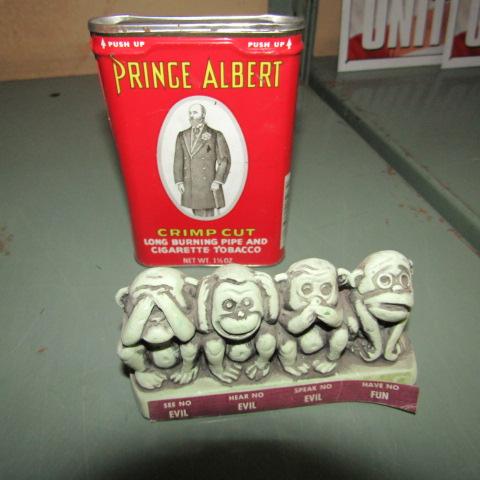 UNIT
PUSH UP PUSH UP
PRINCE ALBERT
CRIMP CUT
LONG BURNING PIPE AND
CIGARETTE TOBACCO
NET WT. 1½ OZ
SEE NO
EVIL
HEAR NO
EVIL
SPEAK NO
EVIL
HAVE NO
FUN